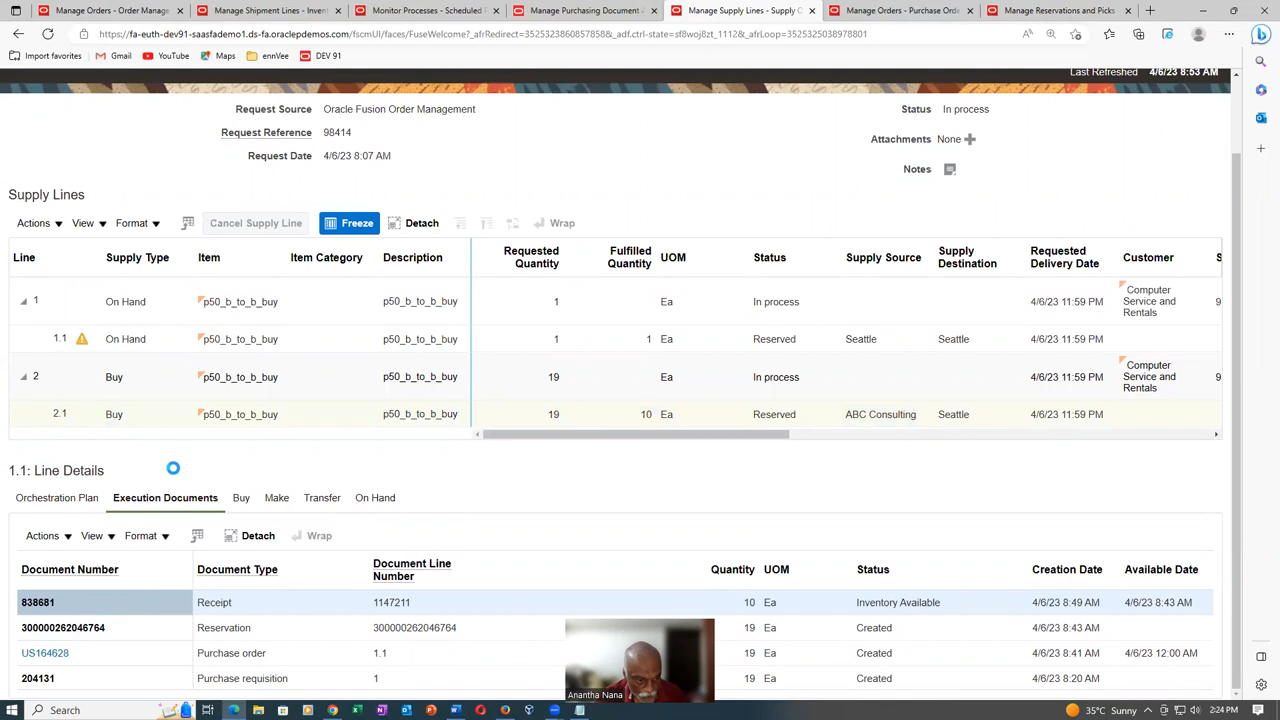 Manage Orders - Order Manage
Manage Shipment Lines - Inven
Monitor Processes - Scheduled P
Manage Purchasing Document A
Manage Supply Lines - Supply C
Manage Orders - Purchase Orde
Manage Reservations and Picks
https://fa-euth-dev91-saasfademo1.ds-fa.oraclepdemos.com/fscmUI/faces/FuseWelcome?_afrRedirect=35253238608578588&_adf.ctrl-state=sf8woj8zt_1112&_afrLoop=35253250389788 01
Import favorites
Gmail
YouTube
Maps
ennVee
DEV 91
Last Refreshed 4/6/23 8:53 AM
Request Source Oracle Fusion Order Management
Status In process
Request Reference 98414
Attachments None
Request Date 4/6/23 8:07 AM
Notes
Supply Lines
Actions View Format Cancel Supply Line Freeze Detach Wrap
Line Supply Type Item Item Category Description Requested Quantity Fulfilled Quantity UOM Status Supply Source Supply Destination Requested Delivery Date Customer S
1 On Hand p50_b_to_b_buy p50_b_to_b_buy 1 Ea In process 4/6/23 11:59 PM Computer Service and Rentals 9
1.1 On Hand p50_b_to_b_buy p50_b_to_b_buy 1 1 Ea Reserved Seattle Seattle 4/6/23 11:59 PM
2 Buy p50_b_to_b_buy p50_b_to_b_buy 19 Ea In process 4/6/23 11:59 PM Computer Service and Rentals 9
2.1 Buy p50_b_to_b_buy p50_b_to_b_buy 19 10 Ea Reserved ABC Consulting Seattle 4/6/23 11:59 PM
1.1: Line Details
Orchestration Plan Execution Documents Buy Make Transfer On Hand
Actions View Format Detach Wrap
Document Number Document Type Document Line Number Quantity UOM Status Creation Date Available Date
838681 Receipt 1147211 10 Ea Inventory Available 4/6/23 8:49 AM 4/6/23 8:43 AM
300000262046764 Reservation 300000262046764 19 Ea Created 4/6/23 8:43 AM
US164628 Purchase order 1.1 19 Ea Created 4/6/23 8:41 AM 4/6/23 12:00 AM
204131 Purchase requisition 1 19 Ea Created 4/6/23 8:20 AM
Anantha Nana
Search
35°C Sunny
ENG
2:24 PM